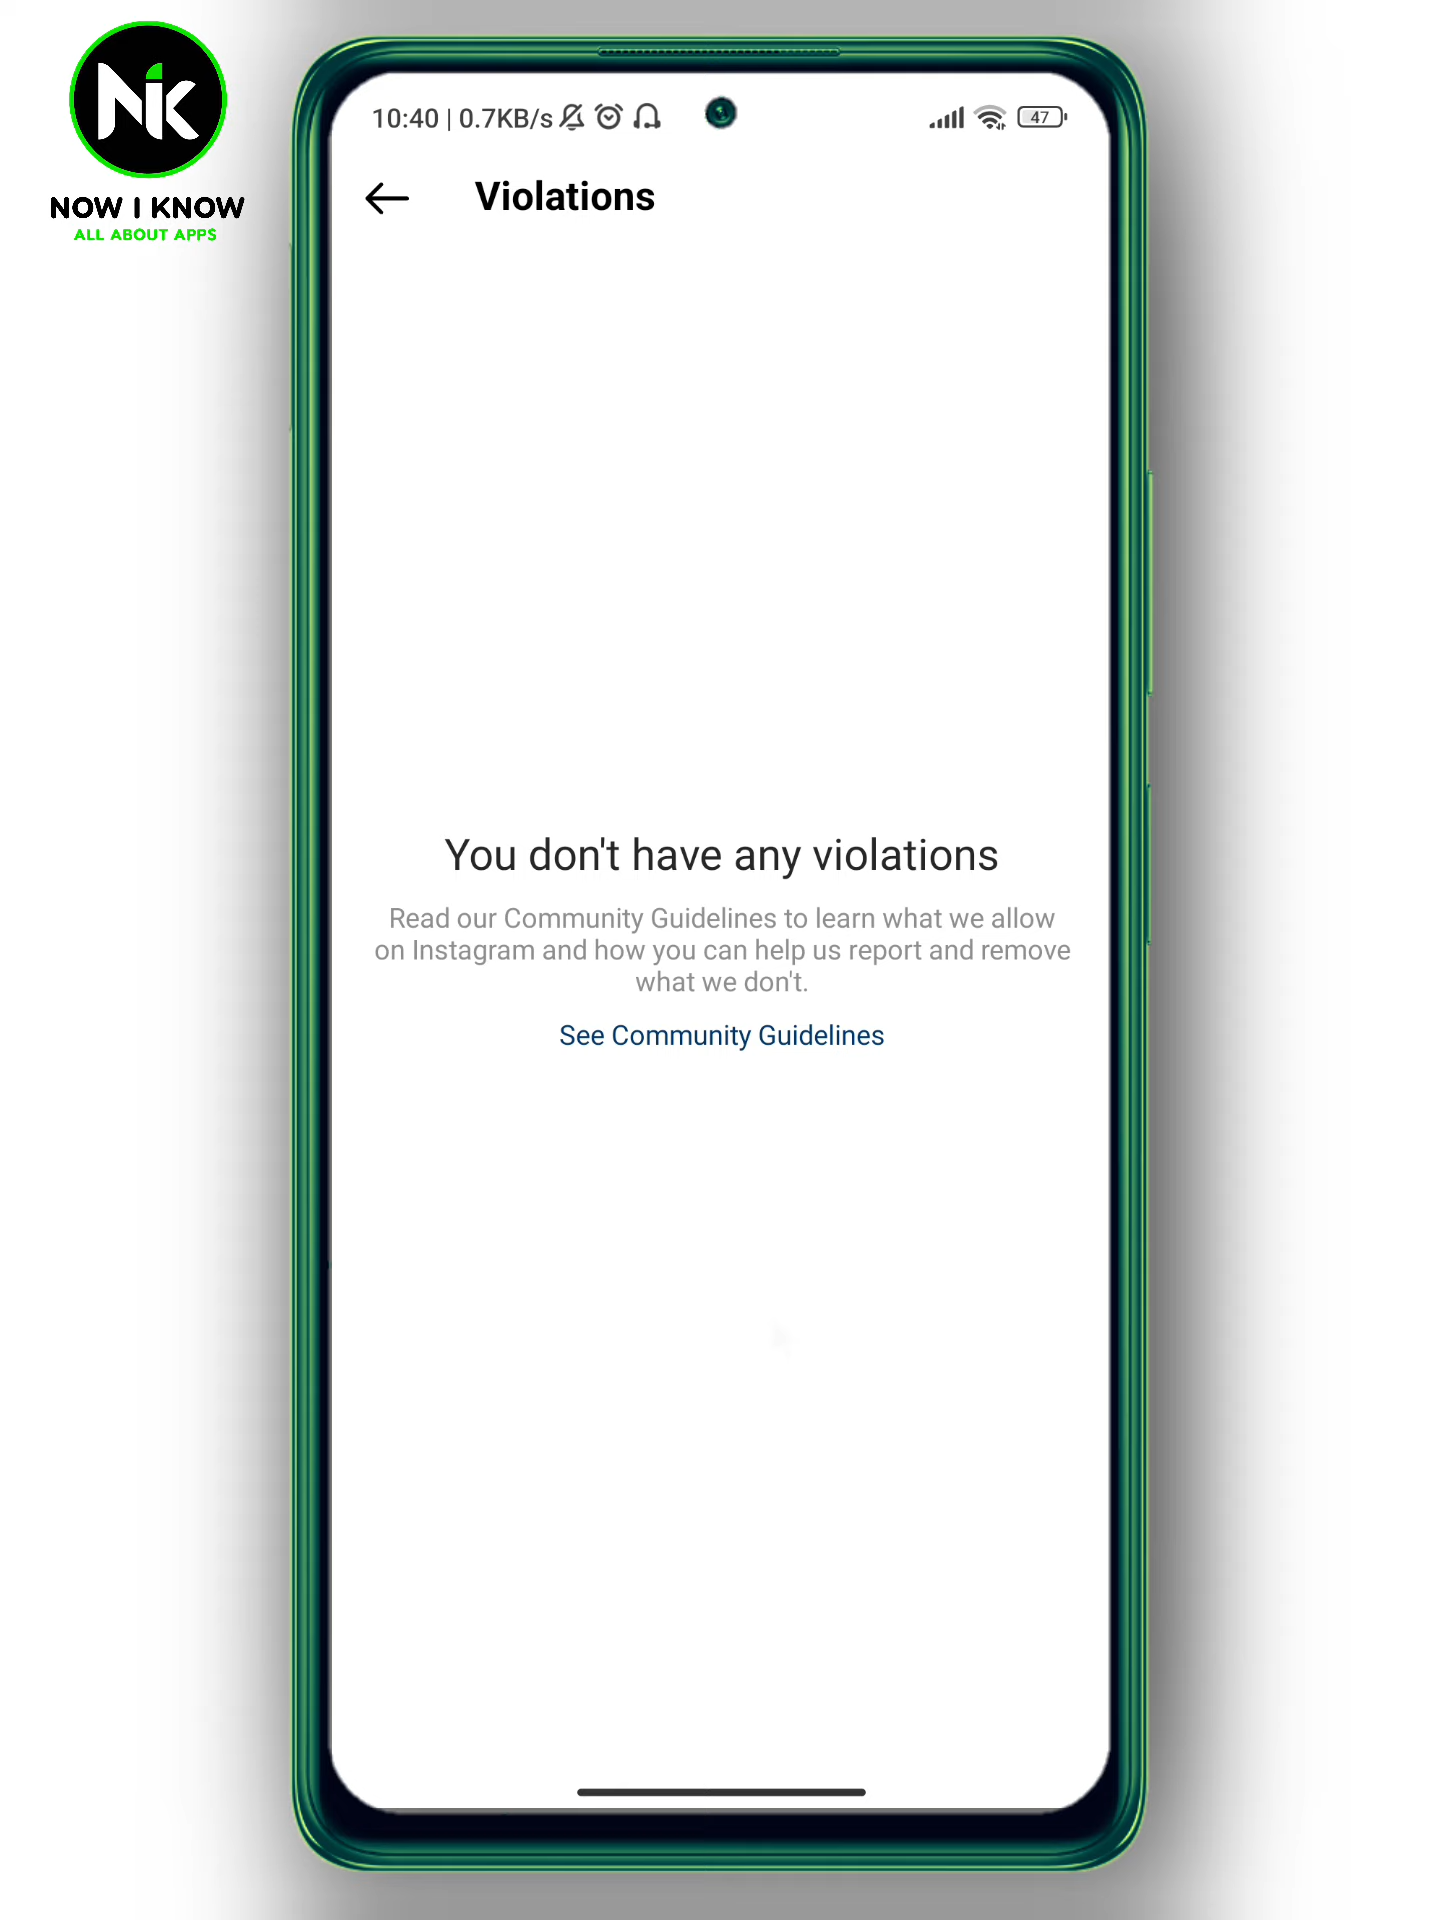 NK
NOW I KNOW
ALL ABOUT APPS
10:40 | 0.7KB/s
47
Violations
You don't have any violations
Read our Community Guidelines to learn what we allow
on Instagram and how you can help us report and remove
what we don't.
See Community Guidelines